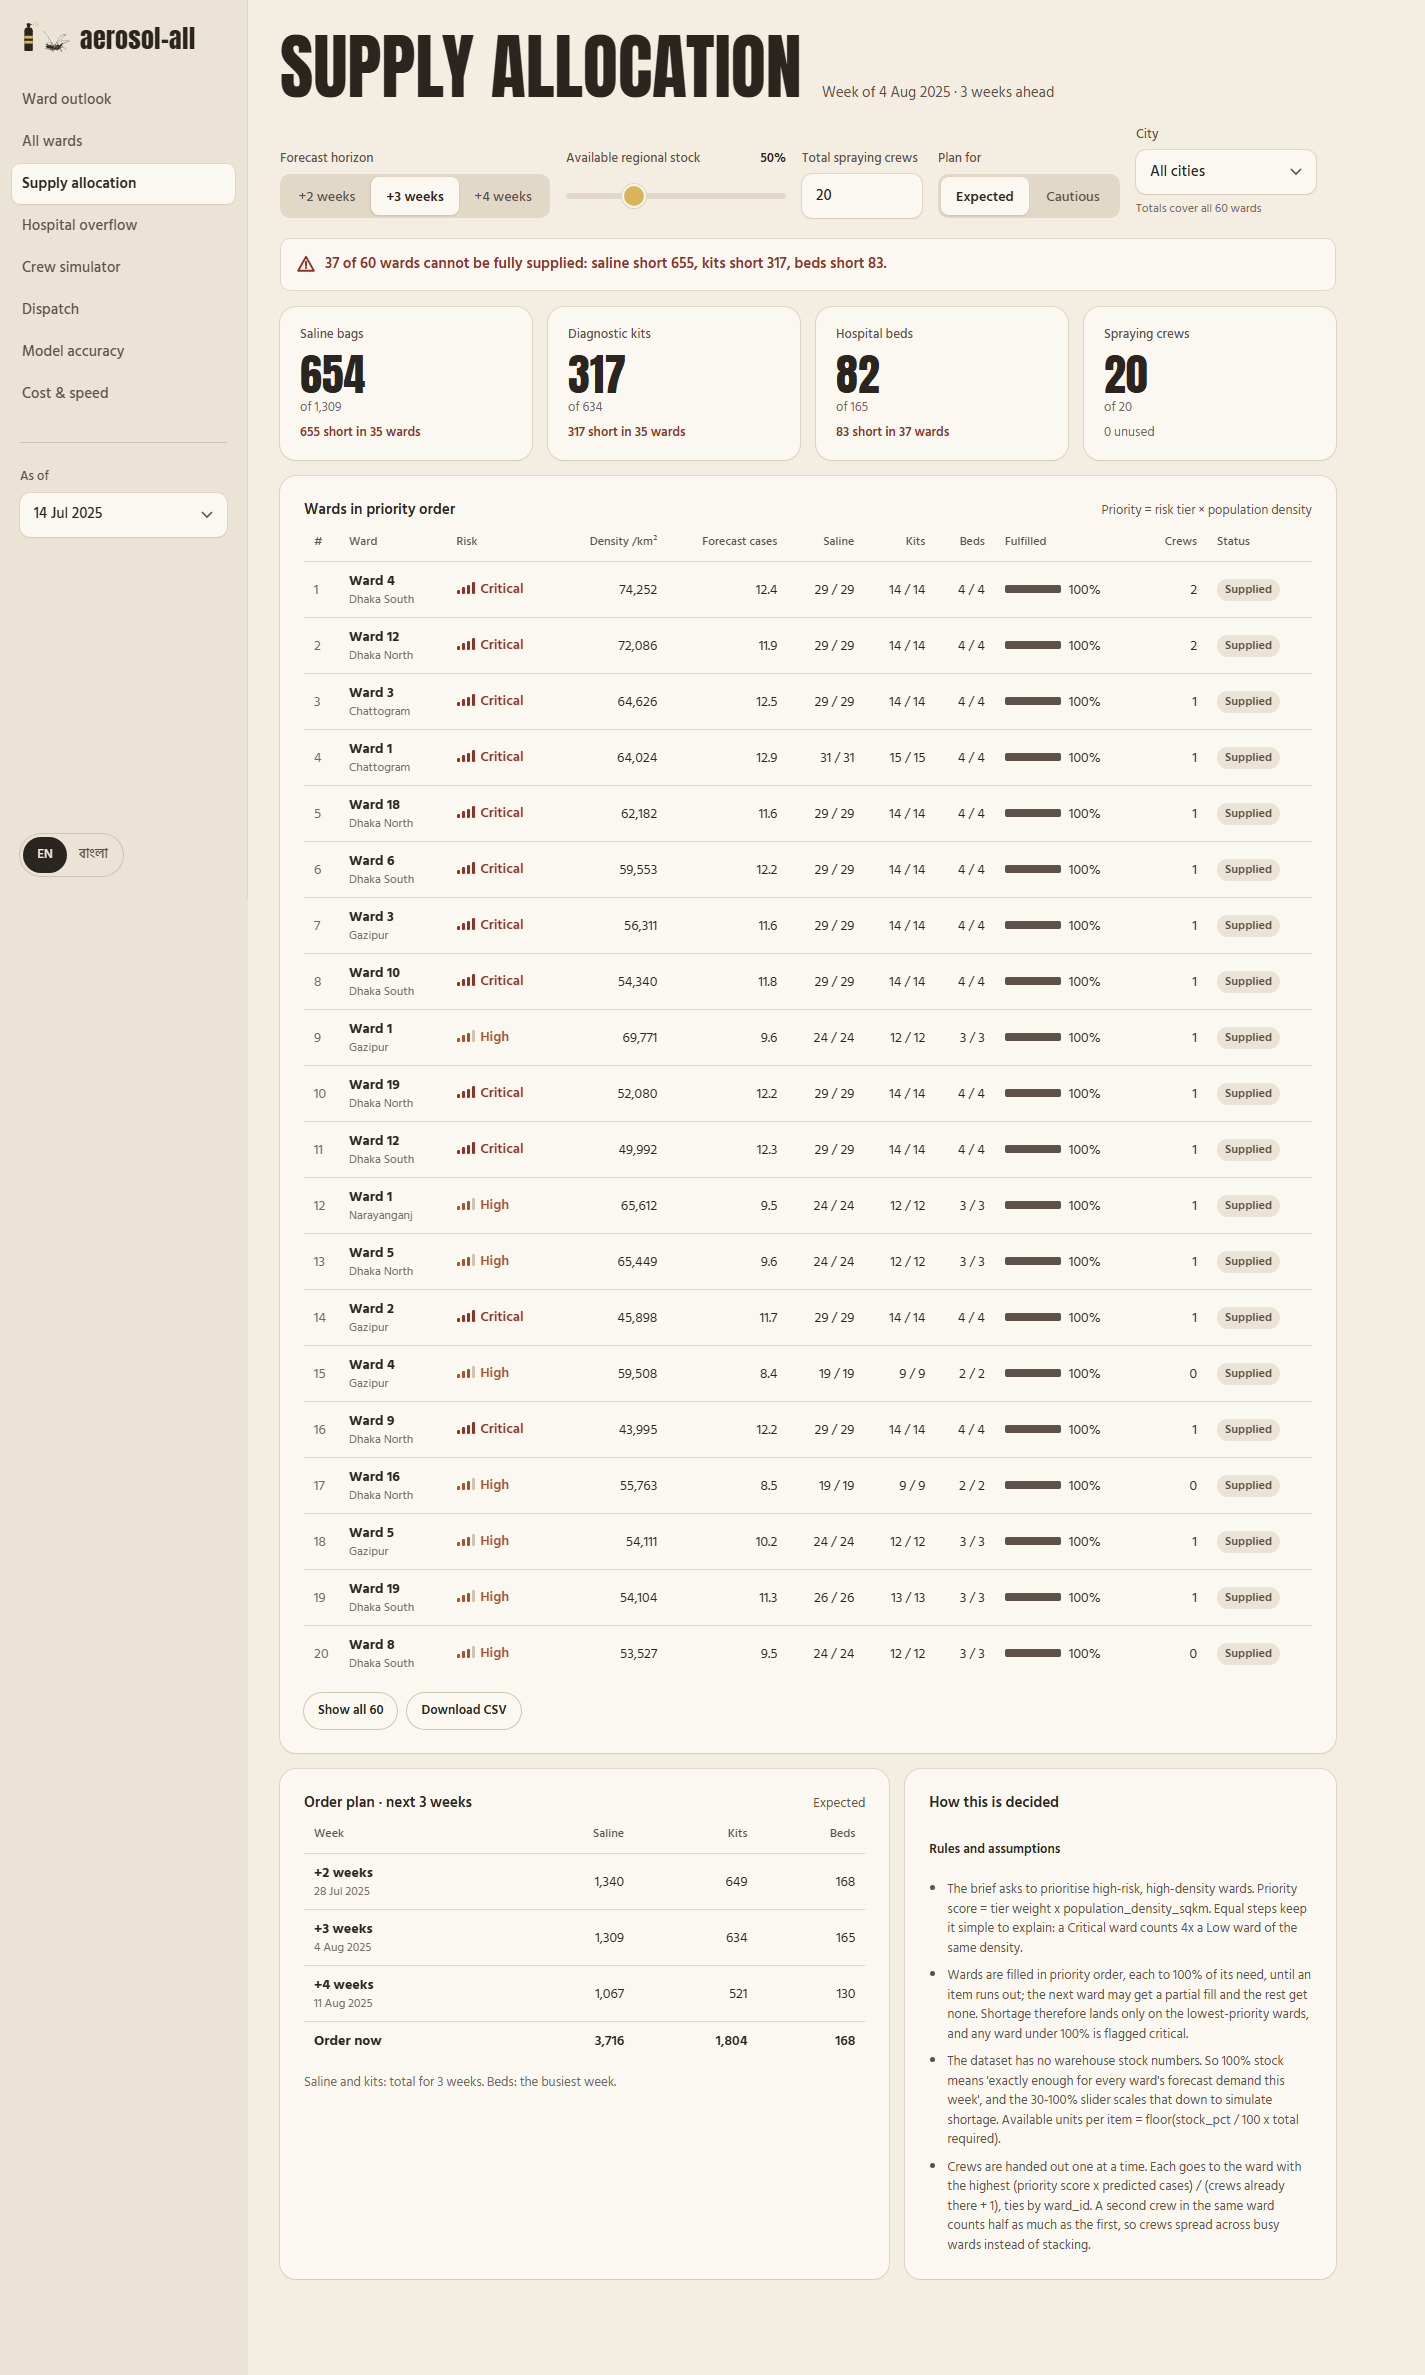 aerosol-all
Ward outlook
All wards
Supply allocation
Hospital overflow
Crew simulator
Dispatch
Model accuracy
Cost & speed
As of
14 Jul 2025
EN বাংলা
SUPPLY ALLOCATION Week of 4 Aug 2025 · 3 weeks ahead
Forecast horizon
+2 weeks +3 weeks +4 weeks
Available regional stock 50%
Total spraying crews
20
Plan for
Expected Cautious
City
All cities
Totals cover all 60 wards
37 of 60 wards cannot be fully supplied: saline short 655, kits short 317, beds short 83.
Saline bags
654
of 1,309
655 short in 35 wards
Diagnostic kits
317
of 634
317 short in 35 wards
Hospital beds
82
of 165
83 short in 37 wards
Spraying crews
20
of 20
0 unused
Wards in priority order Priority = risk tier × population density
# Ward Risk Density /km² Forecast cases Saline Kits Beds Fulfilled Crews Status
1 Ward 4 Critical 74,252 12.4 29 / 29 14 / 14 4 / 4 100% 2 Supplied
Dhaka South
2 Ward 12 Critical 72,086 11.9 29 / 29 14 / 14 4 / 4 100% 2 Supplied
Dhaka North
3 Ward 3 Critical 64,626 12.5 29 / 29 14 / 14 4 / 4 100% 1 Supplied
Chattogram
4 Ward 1 Critical 64,024 12.9 31 / 31 15 / 15 4 / 4 100% 1 Supplied
Chattogram
5 Ward 18 Critical 62,182 11.6 29 / 29 14 / 14 4 / 4 100% 1 Supplied
Dhaka North
6 Ward 6 Critical 59,553 12.2 29 / 29 14 / 14 4 / 4 100% 1 Supplied
Dhaka South
7 Ward 3 Critical 56,311 11.6 29 / 29 14 / 14 4 / 4 100% 1 Supplied
Gazipur
8 Ward 10 Critical 54,340 11.8 29 / 29 14 / 14 4 / 4 100% 1 Supplied
Dhaka South
9 Ward 1 High 69,771 9.6 24 / 24 12 / 12 3 / 3 100% 1 Supplied
Gazipur
10 Ward 19 Critical 52,080 12.2 29 / 29 14 / 14 4 / 4 100% 1 Supplied
Dhaka North
11 Ward 12 Critical 49,992 12.3 29 / 29 14 / 14 4 / 4 100% 1 Supplied
Dhaka South
12 Ward 1 High 65,612 9.5 24 / 24 12 / 12 3 / 3 100% 1 Supplied
Narayanganj
13 Ward 5 High 65,449 9.6 24 / 24 12 / 12 3 / 3 100% 1 Supplied
Dhaka North
14 Ward 2 Critical 45,898 11.7 29 / 29 14 / 14 4 / 4 100% 1 Supplied
Gazipur
15 Ward 4 High 59,508 8.4 19 / 19 9 / 9 2 / 2 100% 0 Supplied
Gazipur
16 Ward 9 Critical 43,995 12.2 29 / 29 14 / 14 4 / 4 100% 1 Supplied
Dhaka North
17 Ward 16 High 55,763 8.5 19 / 19 9 / 9 2 / 2 100% 0 Supplied
Dhaka North
18 Ward 5 High 54,111 10.2 24 / 24 12 / 12 3 / 3 100% 1 Supplied
Gazipur
19 Ward 19 High 54,104 11.3 26 / 26 13 / 13 3 / 3 100% 1 Supplied
Dhaka South
20 Ward 8 High 53,527 9.5 24 / 24 12 / 12 3 / 3 100% 0 Supplied
Dhaka South
Show all 60 Download CSV
Order plan · next 3 weeks Expected
Week Saline Kits Beds
+2 weeks 1,340 649 168
28 Jul 2025
+3 weeks 1,309 634 165
4 Aug 2025
+4 weeks 1,067 521 130
11 Aug 2025
Order now 3,716 1,804 168
Saline and kits: total for 3 weeks. Beds: the busiest week.
How this is decided
Rules and assumptions
• The brief asks to prioritise high-risk, high-density wards. Priority
score = tier weight x population_density_sqkm. Equal steps keep
it simple to explain: a Critical ward counts 4x a Low ward of the
same density.
• Wards are filled in priority order, each to 100% of its need, until an
item runs out; the next ward may get a partial fill and the rest get
none. Shortage therefore lands only on the lowest-priority wards,
and any ward under 100% is flagged critical.
• The dataset has no warehouse stock numbers. So 100% stock
means 'exactly enough for every ward's forecast demand this
week', and the 30-100% slider scales that down to simulate
shortage. Available units per item = floor(stock_pct / 100 x total
required).
• Crews are handed out one at a time. Each goes to the ward with
the highest (priority score x predicted cases) / (crews already
there + 1), ties by ward_id. A second crew in the same ward
counts half as much as the first, so crews spread across busy
wards instead of stacking.